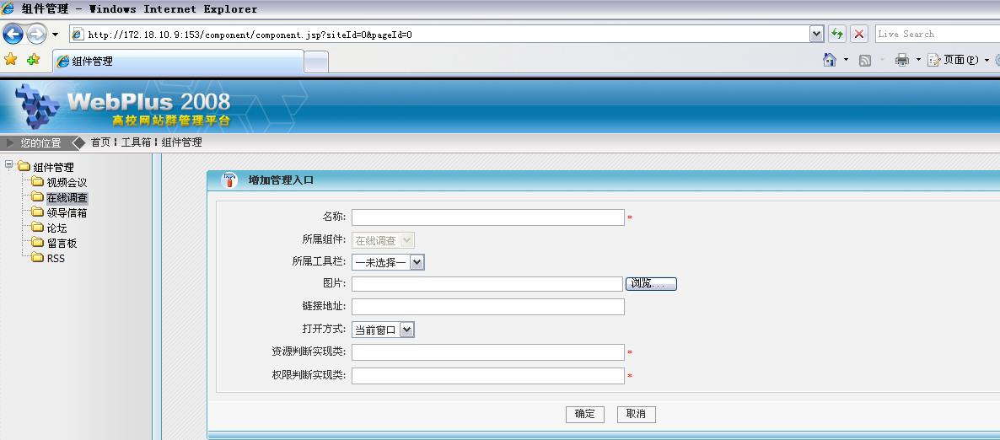 组件管理 - Windows Internet Explorer
http://172.18.10.9:153/component/component.jsp?siteId=0&pageId=0
Live Search
组件管理
页面(P)
WebPlus 2008
高校网站群管理平台
您的位置 首页 工具箱 组件管理
组件管理
视频会议
在线调查
领导信箱
论坛
留言板
RSS
增加管理入口
名称: *
所属组件: 在线调查
所属工具栏: 一未选择一
图片: 浏览...
链接地址:
打开方式: 当前窗口
资源判断实现类: *
权限判断实现类: *
确定 取消